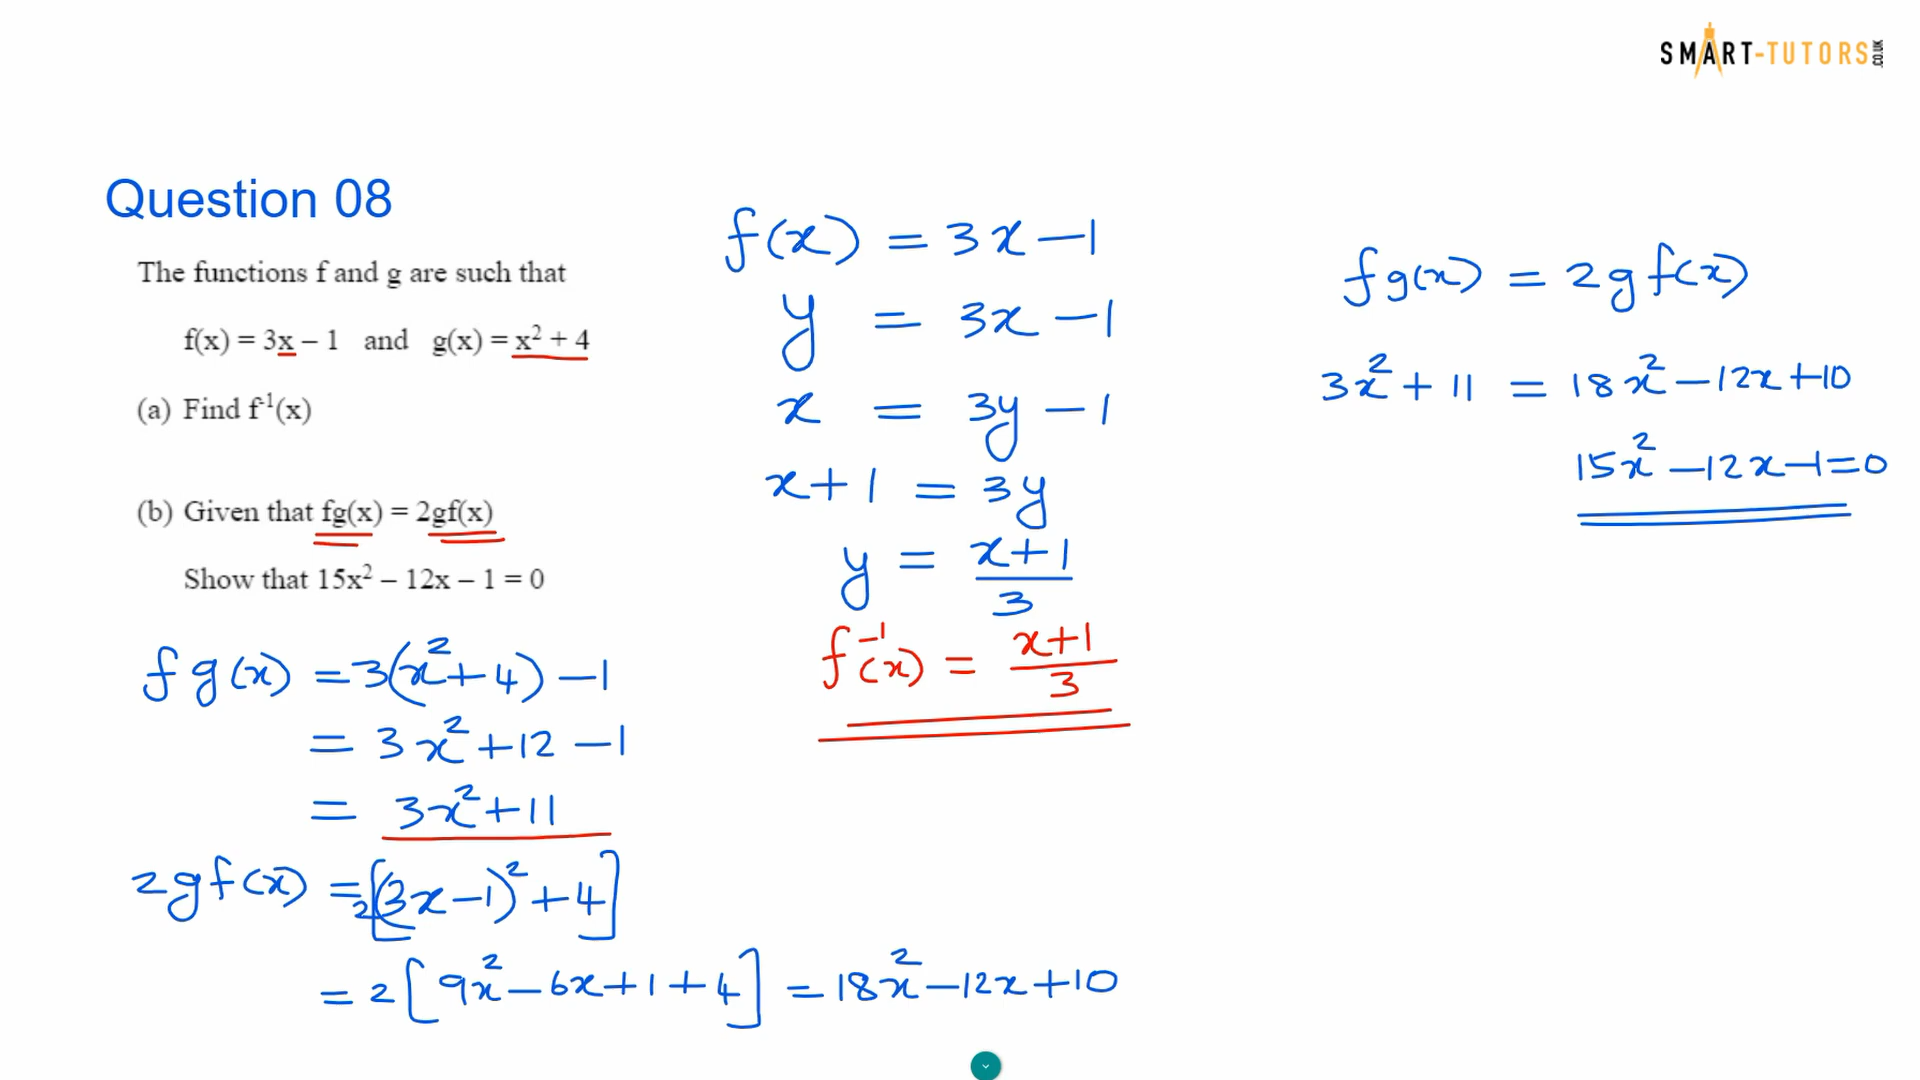 SMART-TUTORS.CO.UK
Question 08
The functions f and g are such that
f(x) = 3x – 1 and g(x) = x² + 4
(a) Find f⁻¹(x)
(b) Given that fg(x) = 2gf(x)
Show that 15x² – 12x – 1 = 0
fg(x) = 3(x²+4) –1
= 3x²+12 –1
= 3x²+11
2gf(x) = 2[(3x–1)²+4]
= 2[9x²–6x+1+4] = 18x²–12x+10
f(x) = 3x–1
y = 3x–1
x = 3y–1
x+1 = 3y
y = x+1/3
f⁻¹(x) = x+1/3
fg(x) = 2gf(x)
3x²+11 = 18x²–12x+10
15x²–12x–1=0